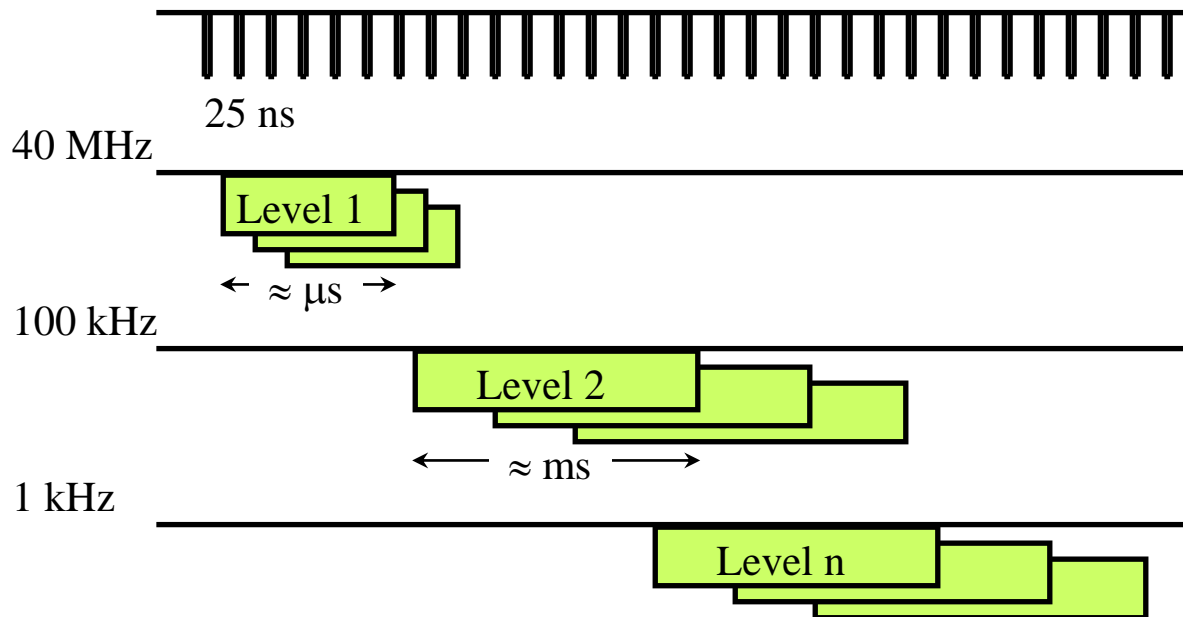 25 ns
40 MHz
Level 1
≈ μs
100 kHz
Level 2
≈ ms
1 kHz
Level n